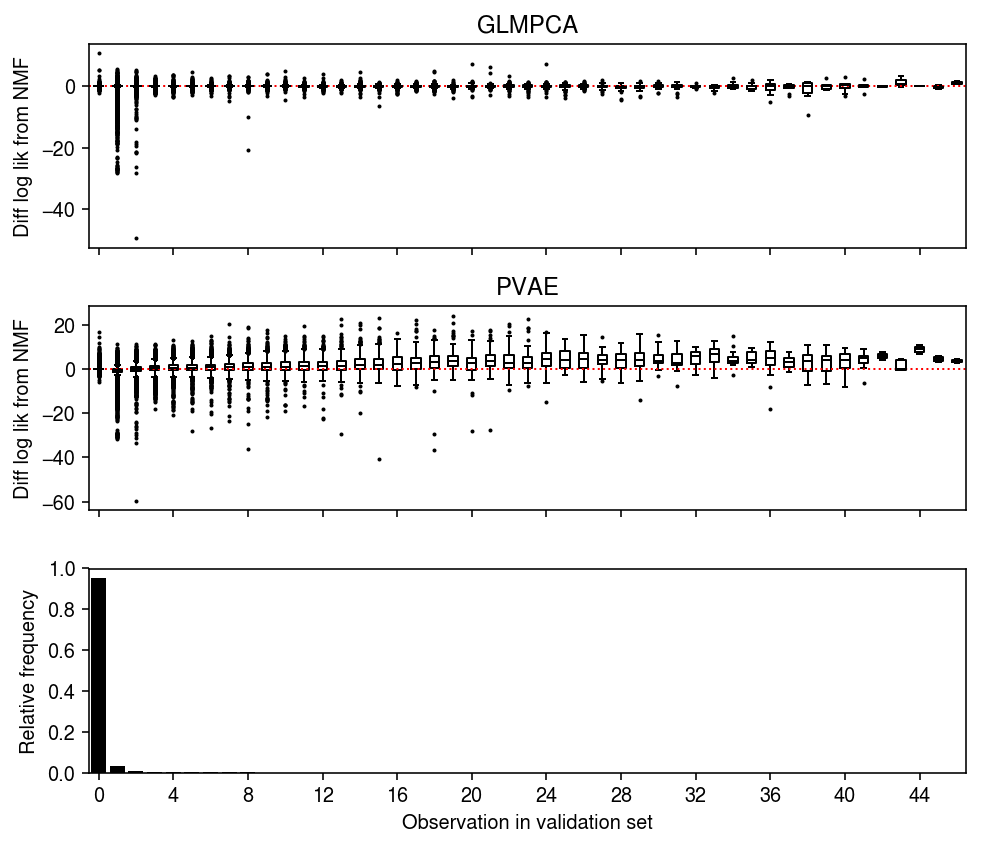 GLMPCA
Diff log lik from NMF
0
−20
−40
PVAE
Diff log lik from NMF
20
0
−20
−40
−60
Relative frequency
1.0
0.8
0.6
0.4
0.2
0.0
0 4 8 12 16 20 24 28 32 36 40 44
Observation in validation set